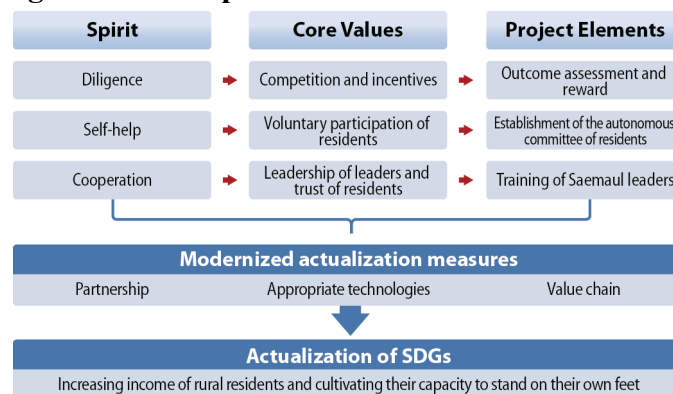 Spirit
Core Values
Project Elements
Diligence
Competition and incentives
Outcome assessment and
reward
Self-help
Voluntary participation of
residents
Establishment of the autonomous
committee of residents
Cooperation
Leadership of leaders and
trust of residents
Training of Saemaul leaders
Modernized actualization measures
Partnership
Appropriate technologies
Value chain
Actualization of SDGs
Increasing income of rural residents and cultivating their capacity to stand on their own feet